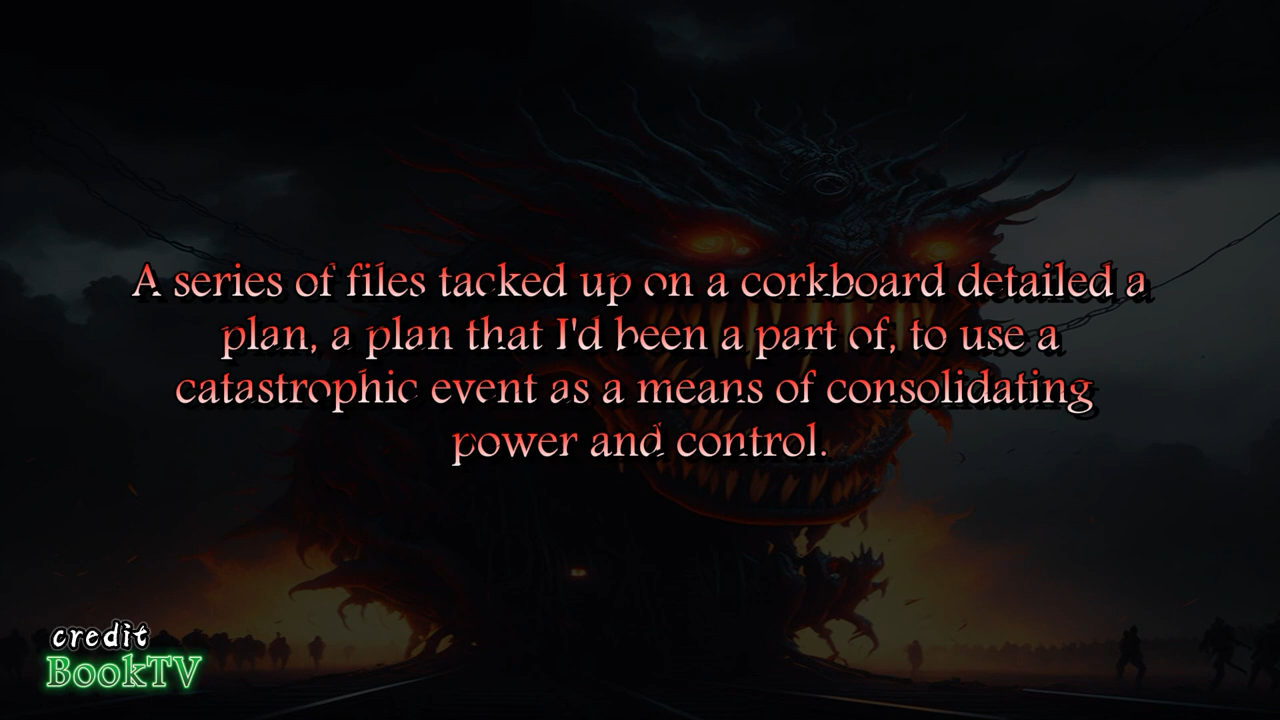 A series of files tacked up on a corkboard detailed a
plan, a plan that I'd been a part of, to use a
catastrophic event as a means of consolidating
power and control.
credit
BookTV